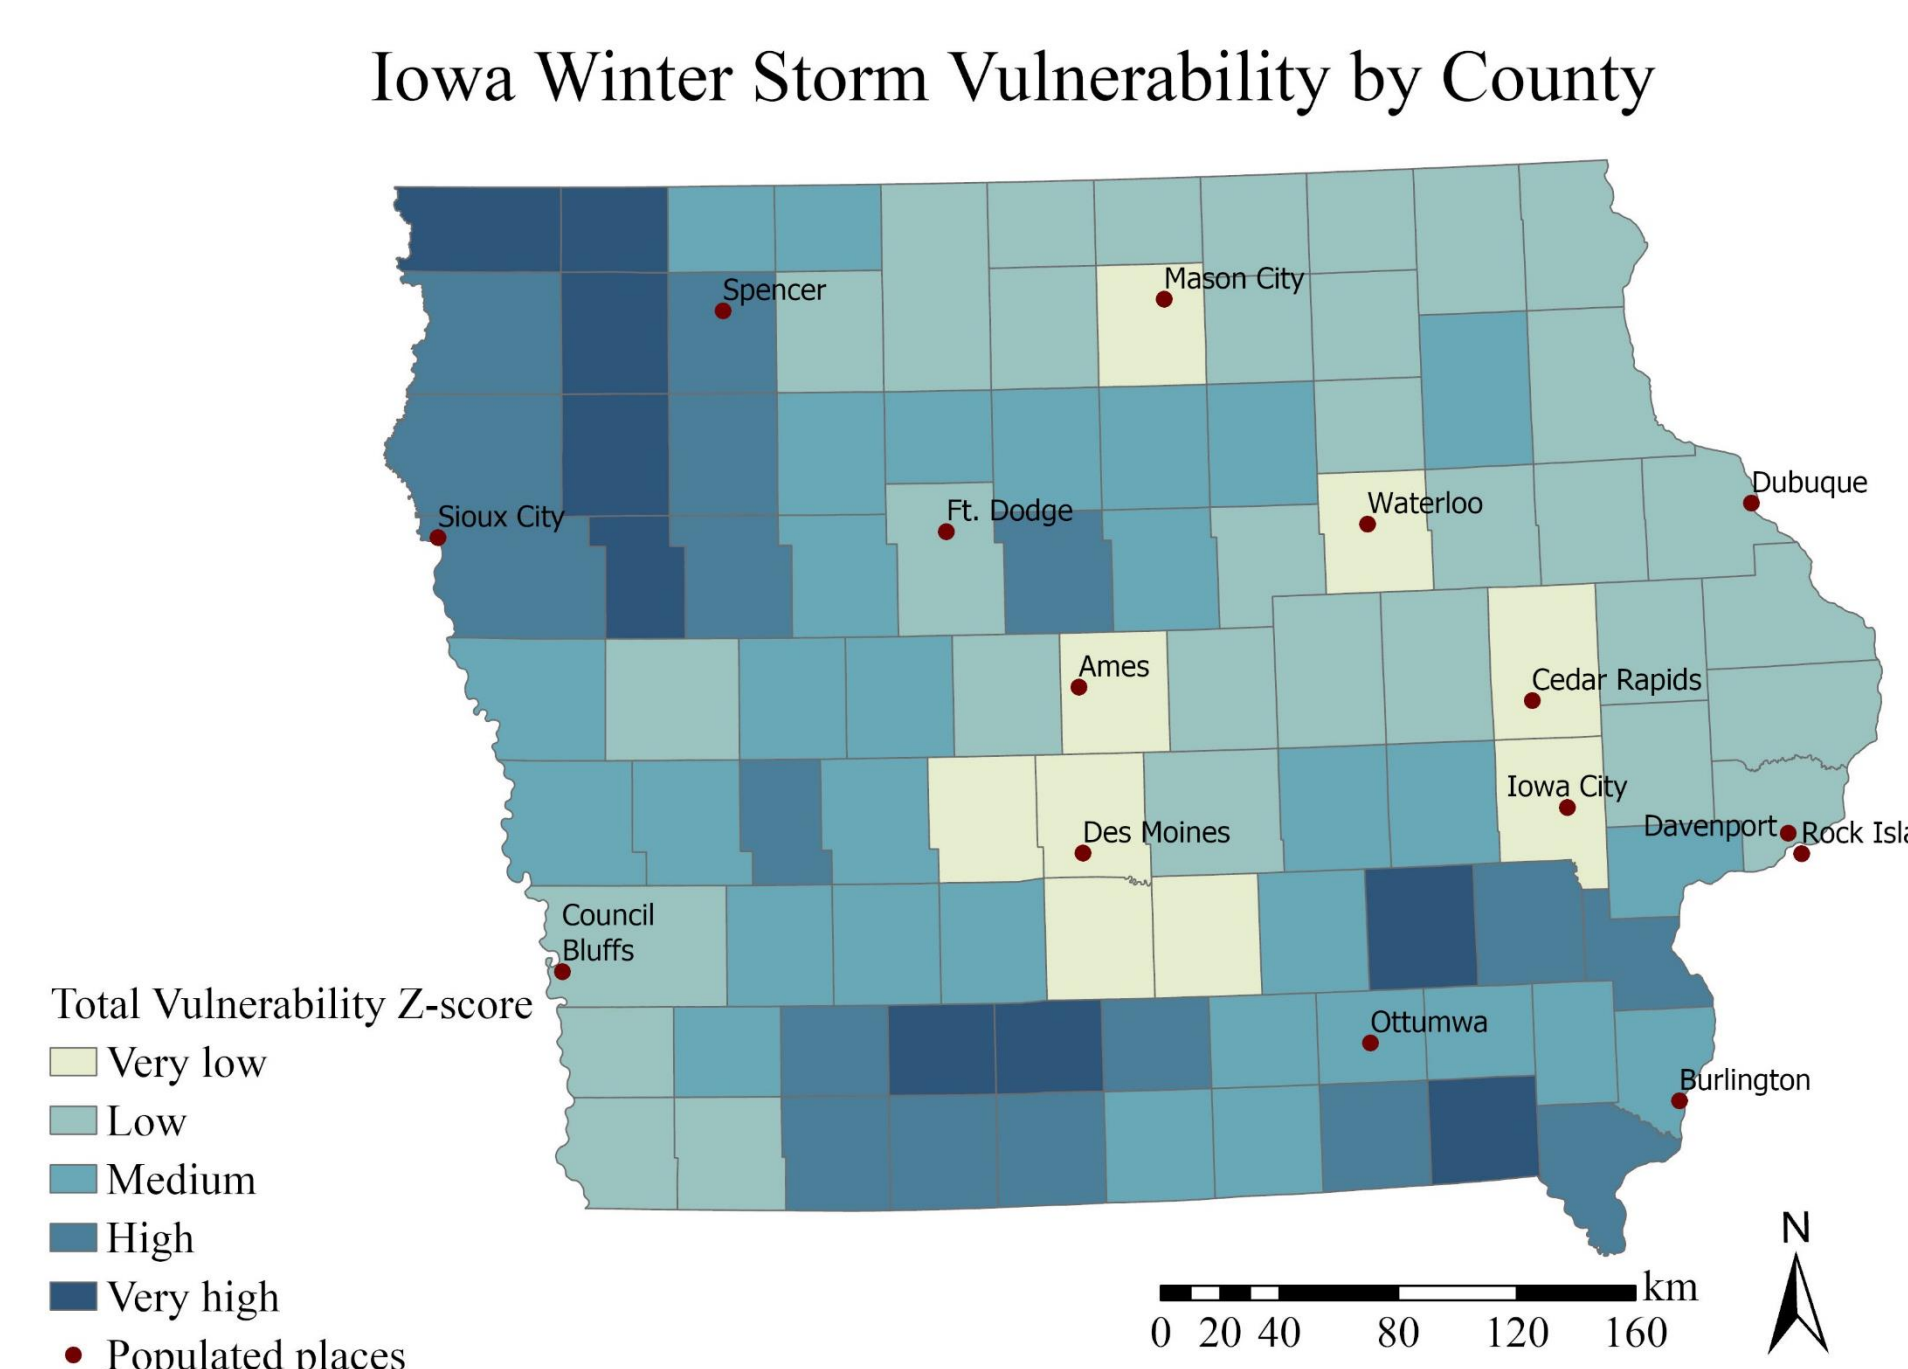 Iowa Winter Storm Vulnerability by County
Spencer
Mason City
Sioux City
Ft. Dodge
Waterloo
Dubuque
Ames
Cedar Rapids
Iowa City
Des Moines
Davenport
Rock Isla
Council
Bluffs
Ottumwa
Burlington
Total Vulnerability Z-score
Very low
Low
Medium
High
Very high
Populated places
N
km
0 20 40 80 120 160